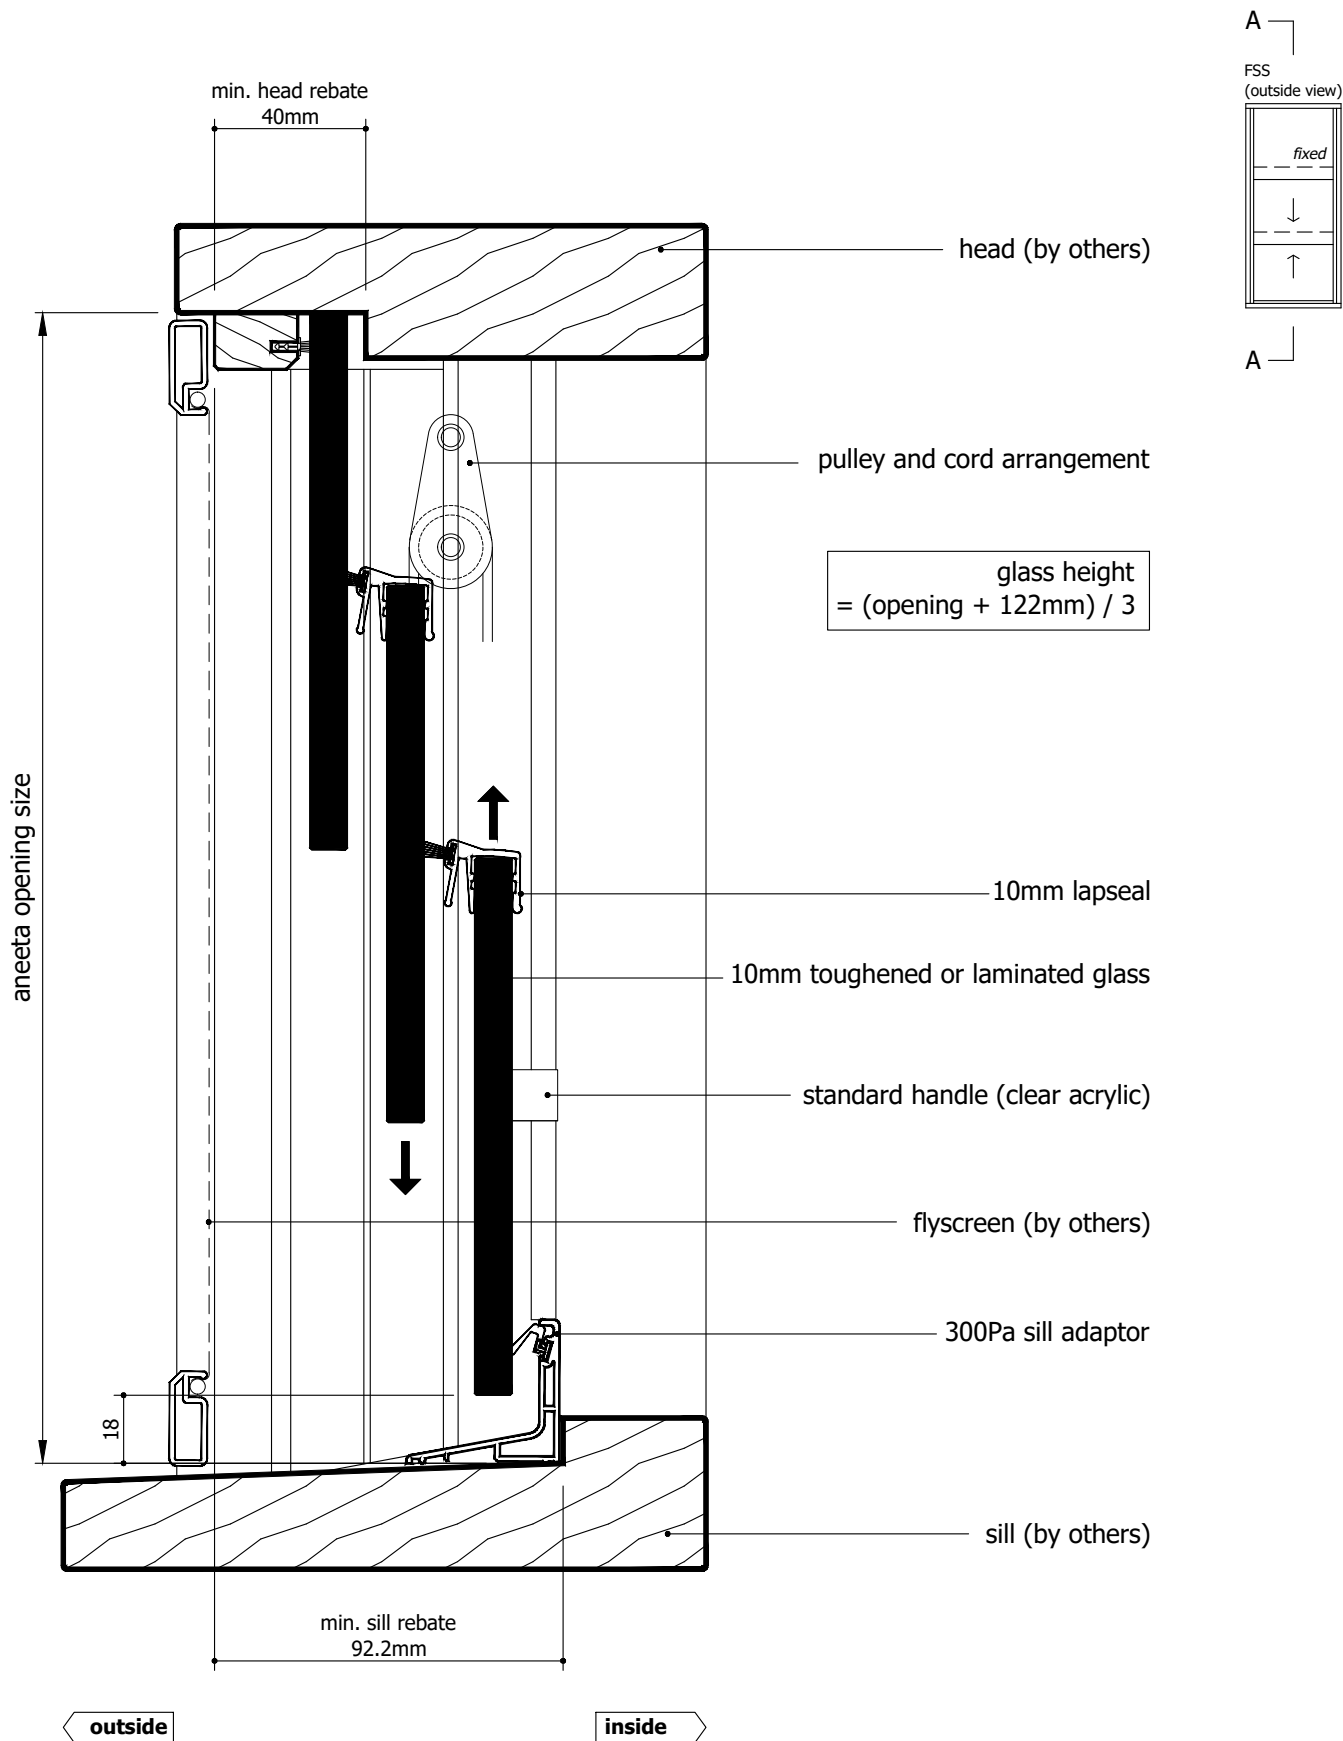 A
FSS
(outside view)
fixed
A
min. head rebate
40mm
head (by others)
pulley and cord arrangement
glass height
= (opening + 122mm) / 3
aneeta opening size
10mm lapseal
10mm toughened or laminated glass
standard handle (clear acrylic)
flyscreen (by others)
300Pa sill adaptor
18
sill (by others)
min. sill rebate
92.2mm
outside
inside